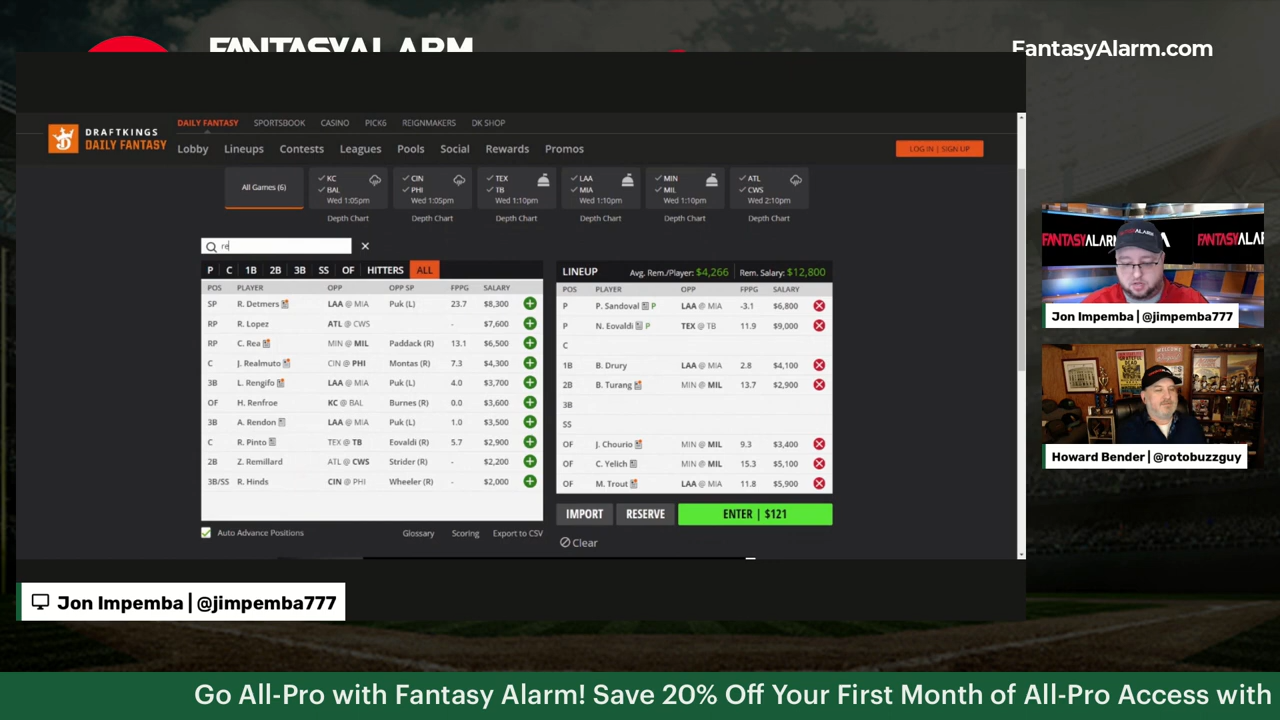 FANTASYALARM
FantasyAlarm.com
DRAFTKINGS
DAILY FANTASY
DAILY FANTASY SPORTSBOOK CASINO PICK6 REIGNMAKERS DK SHOP
Lobby Lineups Contests Leagues Pools Social Rewards Promos
LOG IN | SIGN UP
All Games (6)
KC
BAL
Wed 1:05pm
Depth Chart
CIN
PHI
Wed 1:05pm
Depth Chart
TEX
TB
Wed 1:10pm
Depth Chart
LAA
MIA
Wed 1:10pm
Depth Chart
MIN
MIL
Wed 1:10pm
Depth Chart
ATL
CWS
Wed 2:10pm
Depth Chart
re
P C 1B 2B 3B SS OF HITTERS ALL
POS PLAYER OPP OPP SP FPPG SALARY
SP R. Detmers LAA @ MIA Puk (L) 23.7 $8,300
RP R. Lopez ATL @ CWS - $7,600
RP C. Rea MIN @ MIL Paddack (R) 13.1 $6,500
C J. Realmuto CIN @ PHI Montas (R) 7.3 $4,300
3B L. Rengifo LAA @ MIA Puk (L) 4.0 $3,700
OF H. Renfroe KC @ BAL Burnes (R) 0.0 $3,600
3B A. Rendon LAA @ MIA Puk (L) 1.0 $3,500
C R. Pinto TEX @ TB Eovaldi (R) 5.7 $2,900
2B Z. Remillard ATL @ CWS Strider (R) - $2,200
3B/SS R. Hinds CIN @ PHI Wheeler (R) - $2,000
Auto Advance Positions
Glossary Scoring Export to CSV
LINEUP Avg. Rem./Player: $4,266 Rem. Salary: $12,800
POS PLAYER OPP FPPG SALARY
P P. Sandoval P LAA @ MIA -3.1 $6,800
P N. Eovaldi P TEX @ TB 11.9 $9,000
C
1B B. Drury LAA @ MIA 2.8 $4,100
2B B. Turang MIN @ MIL 13.7 $2,900
3B
SS
OF J. Chourio MIN @ MIL 9.3 $3,400
OF C. Yelich MIN @ MIL 15.3 $5,100
OF M. Trout LAA @ MIA 11.8 $5,900
IMPORT RESERVE ENTER | $121
Clear
FANTASYALARM
FANTASYALAR
Jon Impemba | @jimpemba777
Howard Bender | @rotobuzzguy
Jon Impemba | @jimpemba777
Go All-Pro with Fantasy Alarm! Save 20% Off Your First Month of All-Pro Access with